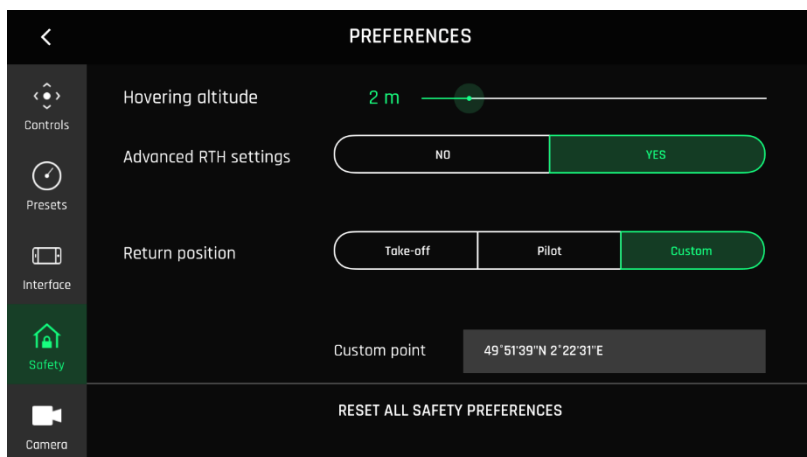 PREFERENCES
Controls
Presets
Interface
Safety
Camera
Hovering altitude 2 m
Advanced RTH settings NO YES
Return position Take-off Pilot Custom
Custom point 49°51'39"N 2°22'31"E
RESET ALL SAFETY PREFERENCES